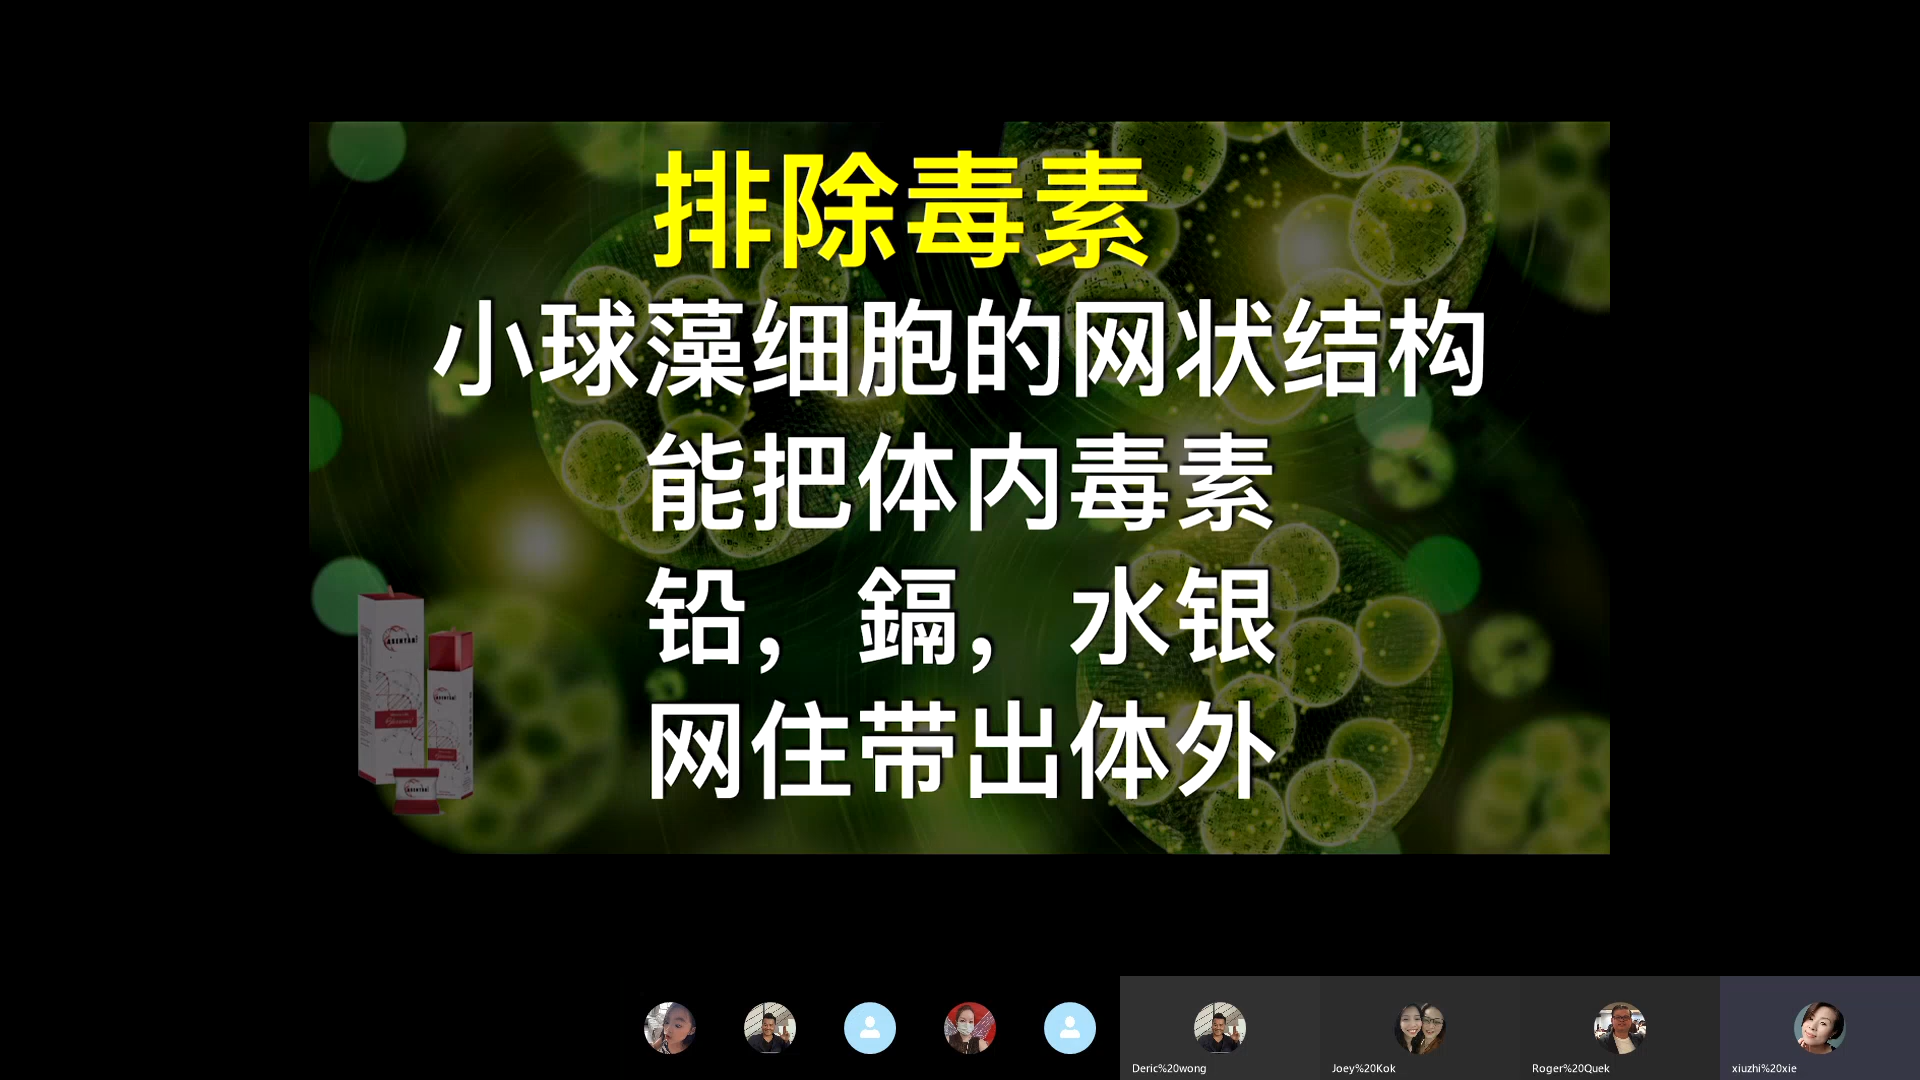 排除毒素
小球藻细胞的网状结构
能把体内毒素
铅，鎘，水银
网住带出体外
Deric%20wong
Joey%20Kok
Roger%20Quek
xiuzhi%20xie